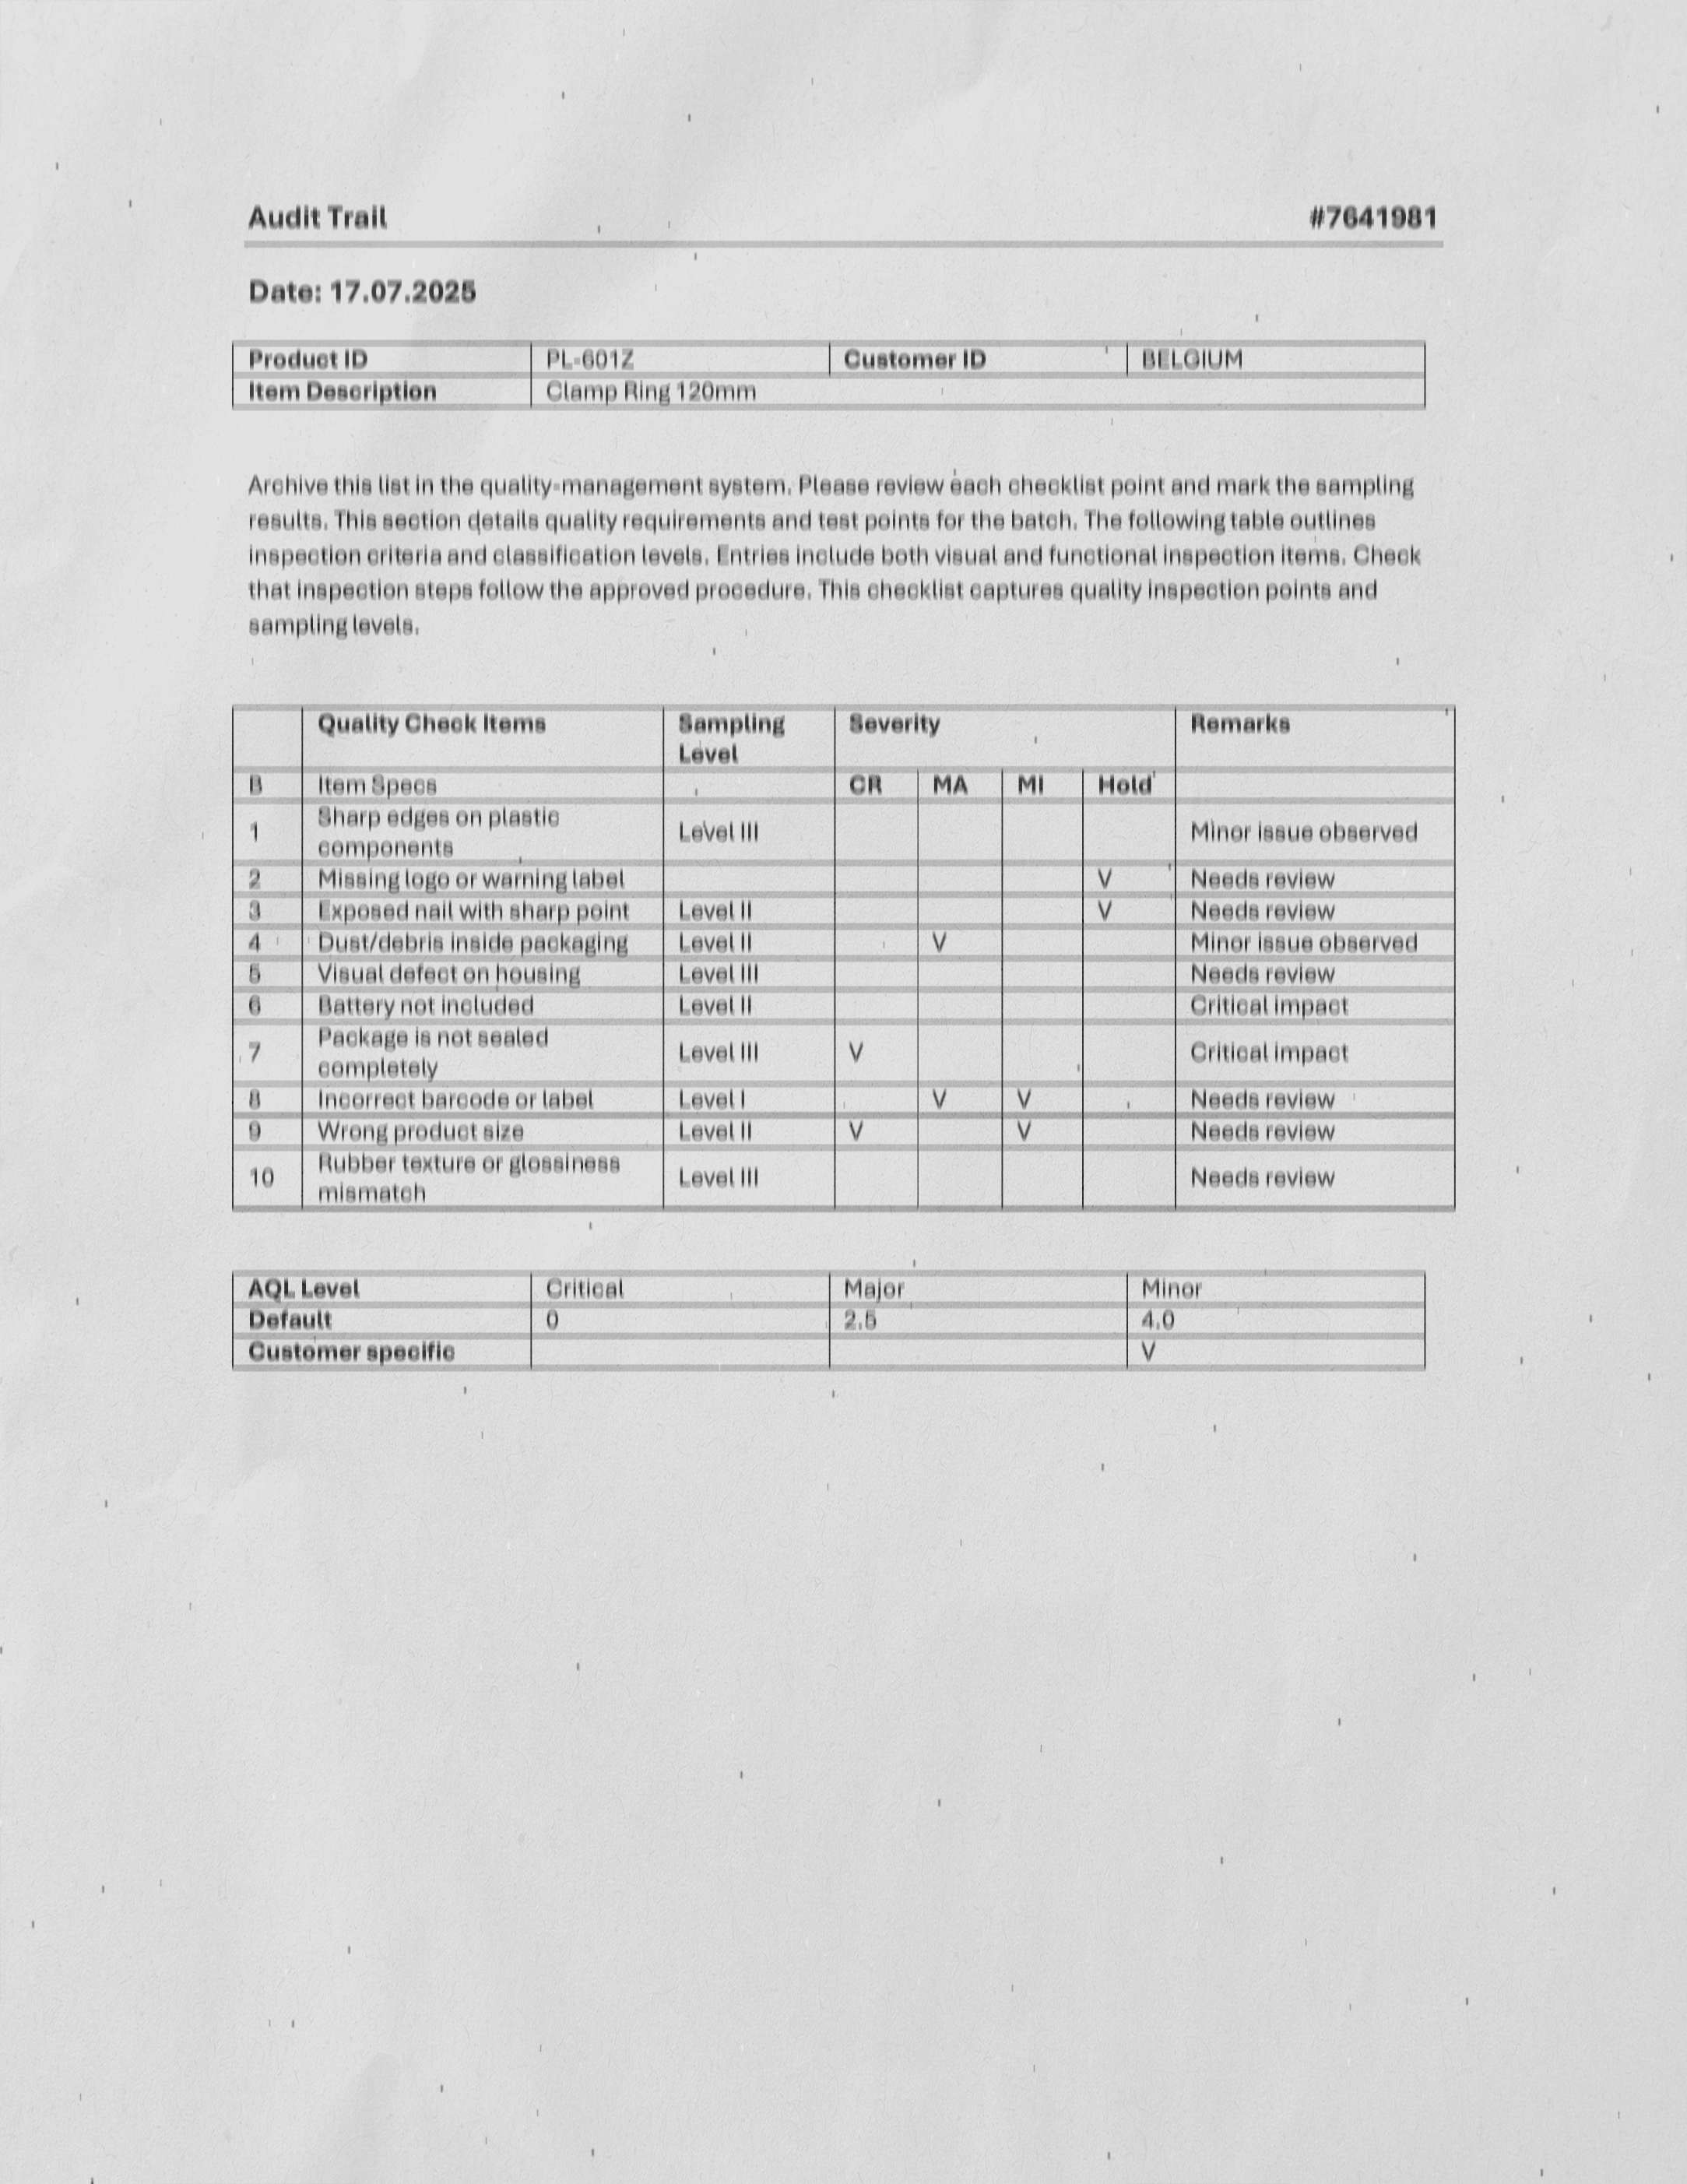 Audit Trail #7641981
Date: 17.07.2025
Product ID PL-601Z Customer ID BELGIUM
Item Description Clamp Ring 120mm
Archive this list in the quality-management system. Please review each checklist point and mark the sampling
results. This section details quality requirements and test points for the batch. The following table outlines
inspection criteria and classification levels. Entries include both visual and functional inspection items. Check
that inspection steps follow the approved procedure. This checklist captures quality inspection points and
sampling levels.
Quality Check Items Sampling Level Severity Remarks
B Item Specs CR MA MI Hold
1 Sharp edges on plastic components Level III Minor issue observed
2 Missing logo or warning label V Needs review
3 Exposed nail with sharp point Level II V Needs review
4 Dust/debris inside packaging Level II V Minor issue observed
5 Visual defect on housing Level III Needs review
6 Battery not included Level II Critical impact
7 Package is not sealed completely Level III V Critical impact
8 Incorrect barcode or label Level I V V Needs review
9 Wrong product size Level II V V Needs review
10 Rubber texture or glossiness mismatch Level III Needs review
AQL Level Critical Major Minor
Default 0 2.5 4.0
Customer specific V